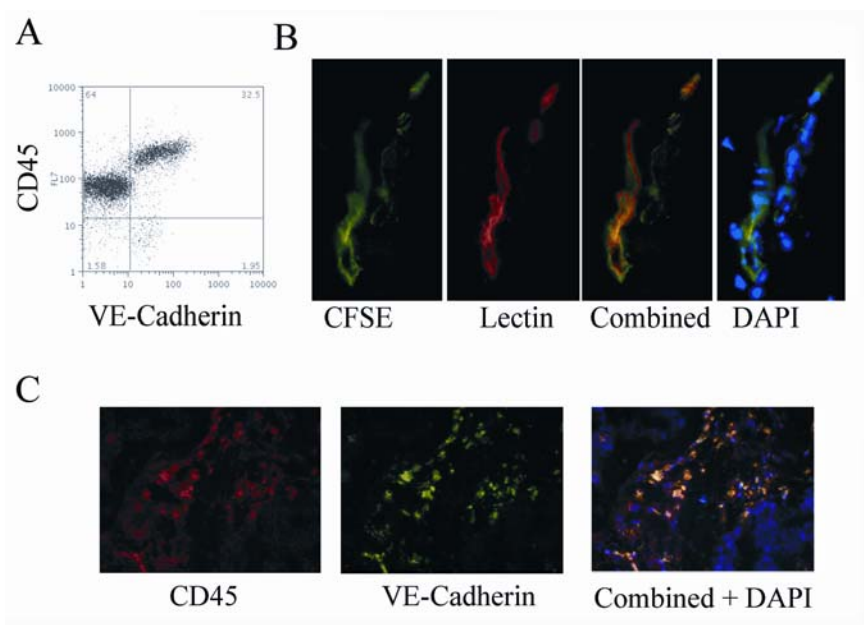 A
CD45
FL7
10000
1000
100
10
1
64
32.5
1.58
1.95
1 10 100 1000 10000
VE-Cadherin
B
CFSE Lectin Combined DAPI
C
CD45 VE-Cadherin Combined + DAPI